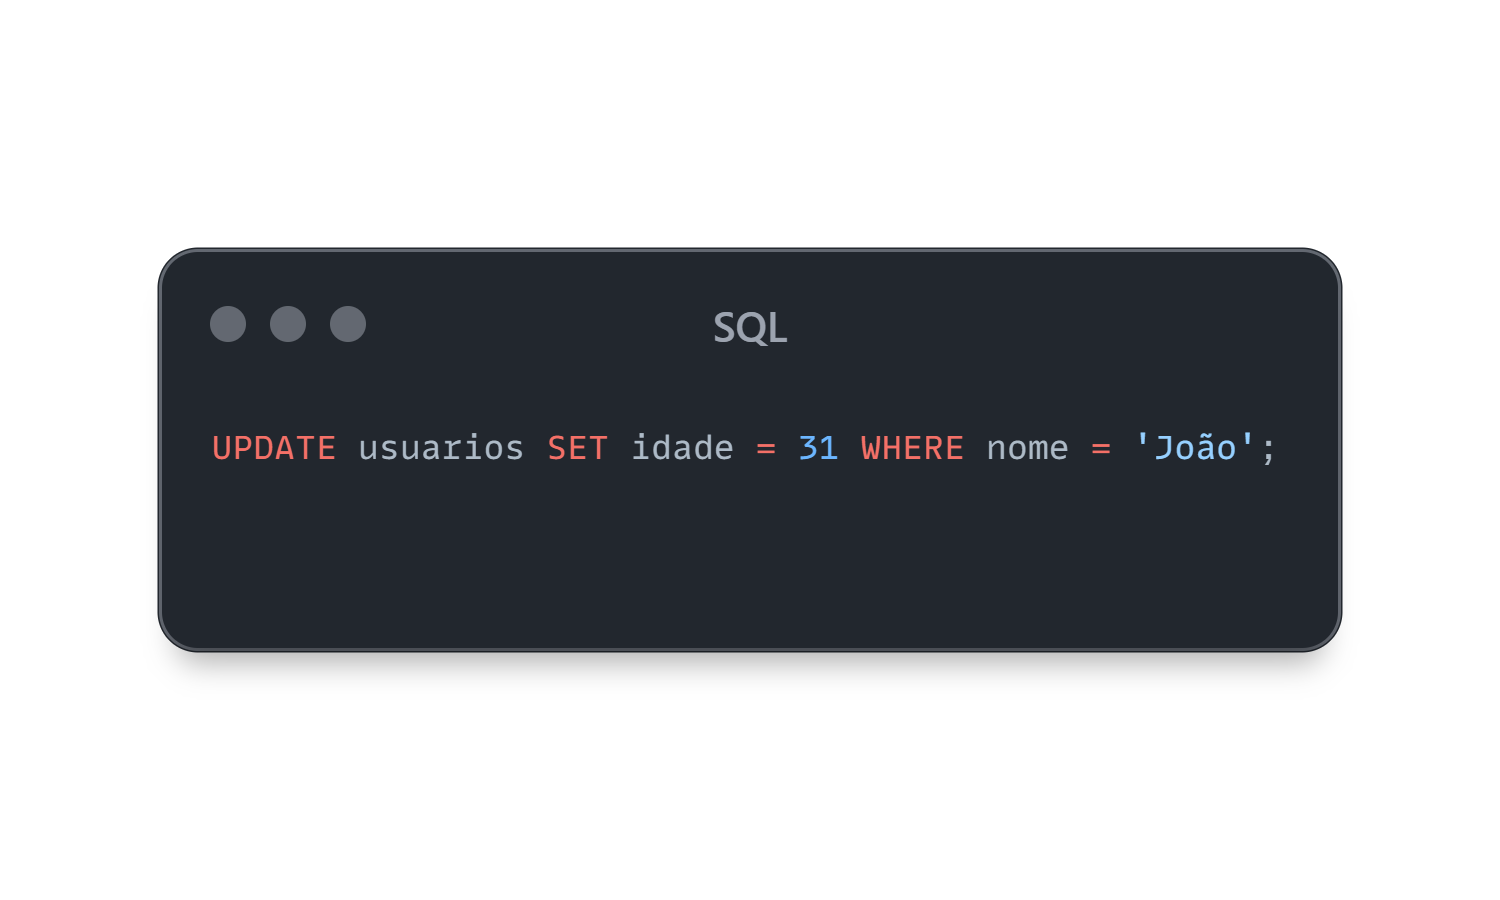 SQL
UPDATE usuarios SET idade = 31 WHERE nome = 'João';